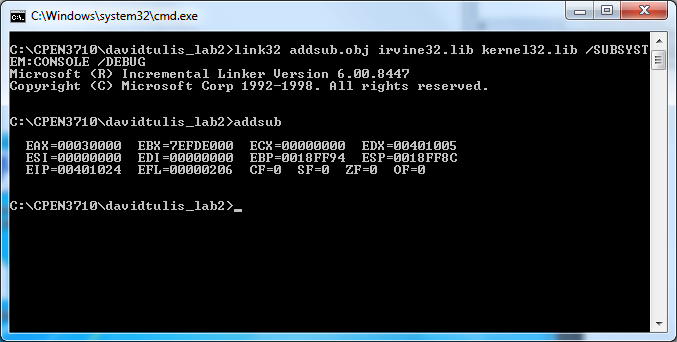 C:\Windows\system32\cmd.exe
C:\CPEN3710\davidtulis_lab2>link32 addsub.obj irvine32.lib kernel32.lib /SUBSYST
EM:CONSOLE /DEBUG
Microsoft (R) Incremental Linker Version 6.00.8447
Copyright (C) Microsoft Corp 1992-1998. All rights reserved.
C:\CPEN3710\davidtulis_lab2>addsub
EAX=00030000 EBX=7EFDE000 ECX=00000000 EDX=00401005
ESI=00000000 EDI=00000000 EBP=0018FF94 ESP=0018FF8C
EIP=00401024 EFL=00000206 CF=0 SF=0 ZF=0 OF=0
C:\CPEN3710\davidtulis_lab2>_